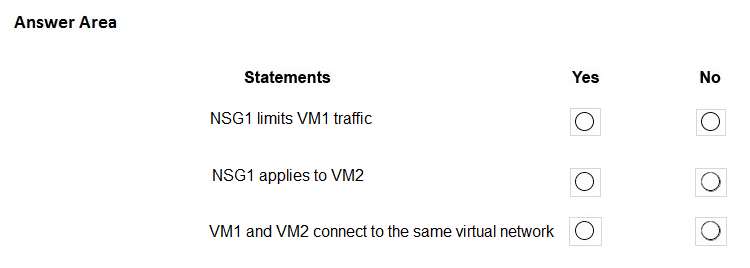 Answer Area
Statements Yes No
NSG1 limits VM1 traffic
NSG1 applies to VM2
VM1 and VM2 connect to the same virtual network